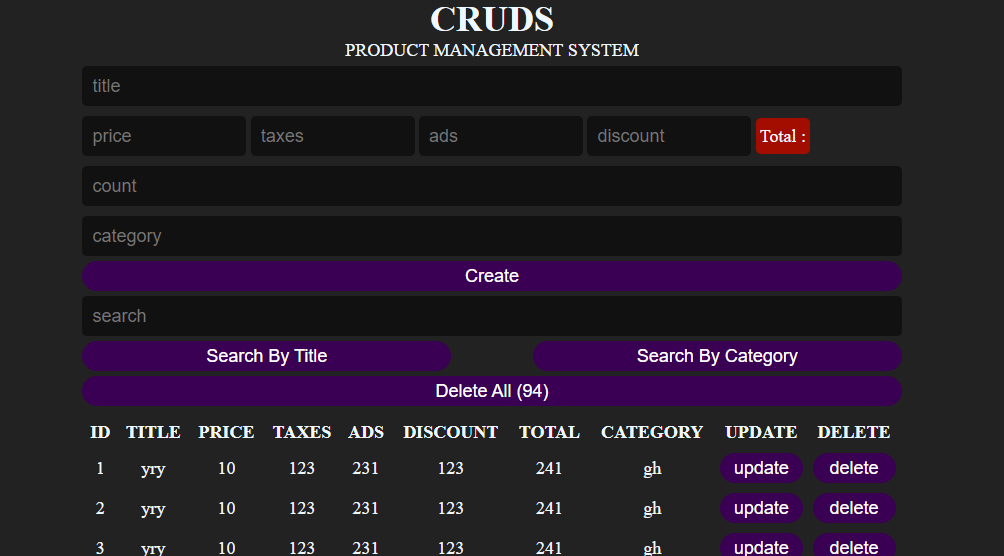 CRUDS
PRODUCT MANAGEMENT SYSTEM
title
price taxes ads discount Total :
count
category
Create
search
Search By Title Search By Category
Delete All (94)
ID TITLE PRICE TAXES ADS DISCOUNT TOTAL CATEGORY UPDATE DELETE
1 yry 10 123 231 123 241 gh update delete
2 yry 10 123 231 123 241 gh update delete
3 yry 10 123 231 123 241 gh update delete